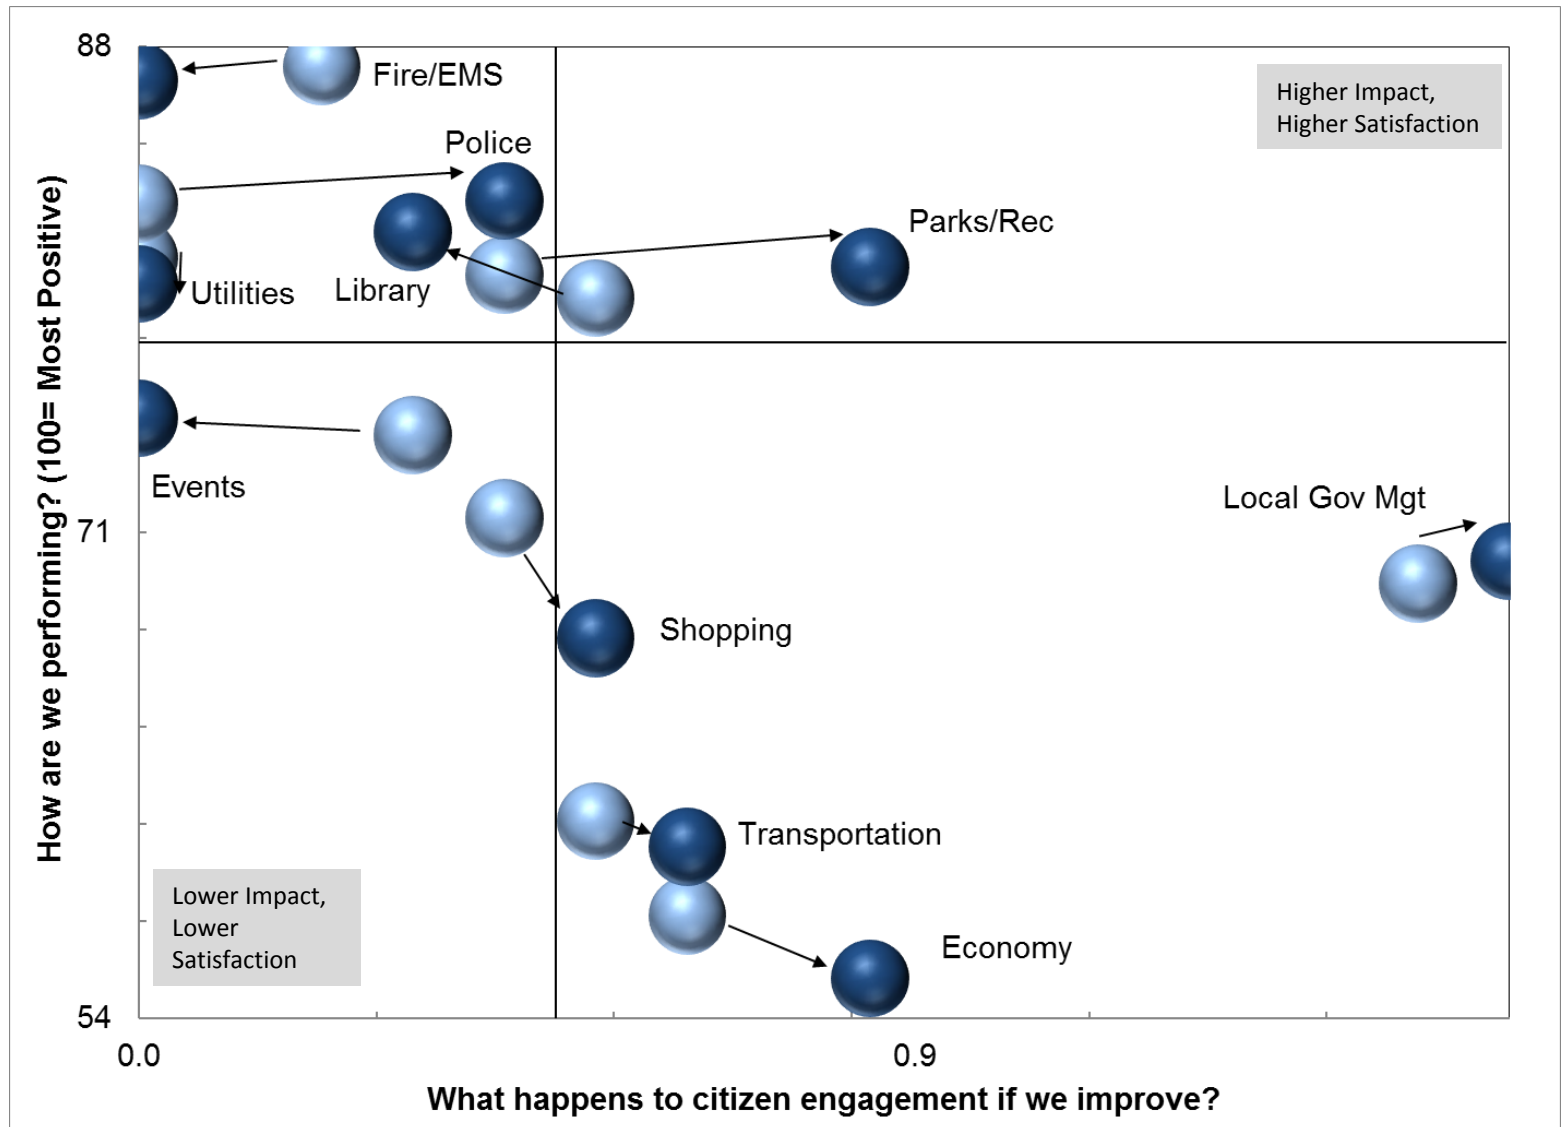 88
Fire/EMS
Higher Impact,
Higher Satisfaction
Police
Parks/Rec
Utilities
Library
How are we performing? (100= Most Positive)
Events
71
Local Gov Mgt
Shopping
Transportation
Lower Impact,
Lower
Satisfaction
Economy
54
0.0
0.9
What happens to citizen engagement if we improve?